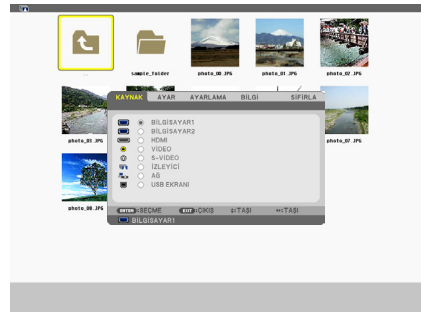 ..
sample_folder
photo_00.JPG
photo_01.JPG
photo_02.JPG
KAYNAK AYAR AYARLAMA BİLGİ SIFIRLA
BİLGİSAYAR1
BİLGİSAYAR2
HDMI
VİDEO
S-VİDEO
İZLEYİCİ
AĞ
USB EKRANI
photo_03.JPG
photo_07.JPG
photo_08.JPG
ENTER :SEÇME EXIT :ÇIKIŞ :TAŞI :TAŞI
BİLGİSAYAR1